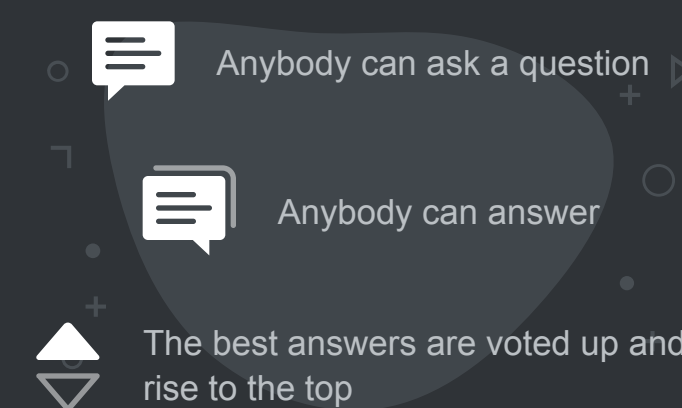 Anybody can ask a question
Anybody can answer
The best answers are voted up and
rise to the top